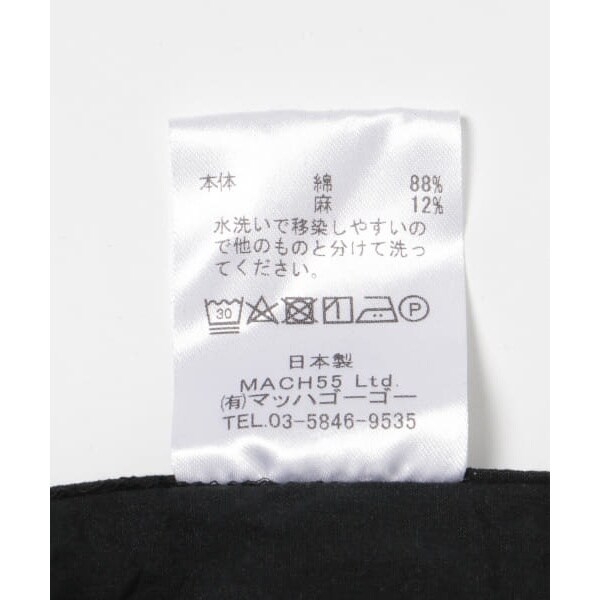 本体 綿 88%
麻 12%
水洗いで移染しやすいの
で他のものと分けて洗っ
てください。
30 P
日本製
MACH55 Ltd.
(有)マッハゴーゴー
TEL.03-5846-9535